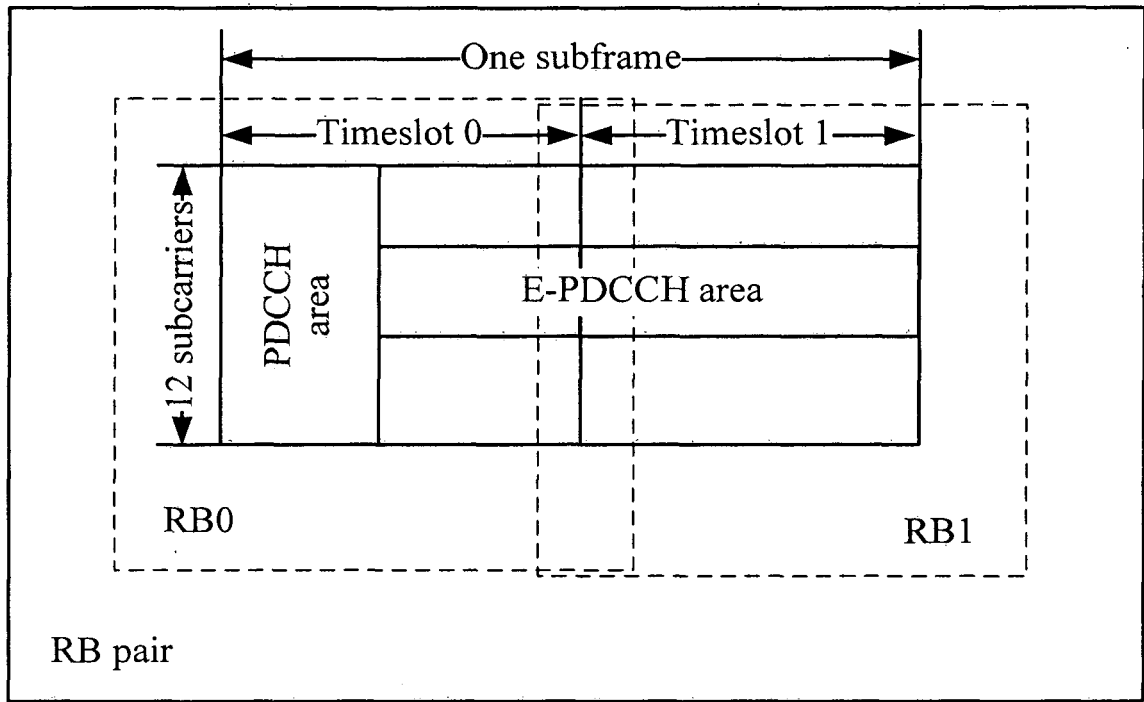 One subframe
Timeslot 0
Timeslot 1
12 subcarriers
PDCCH
area
E-PDCCH area
RB0
RB1
RB pair